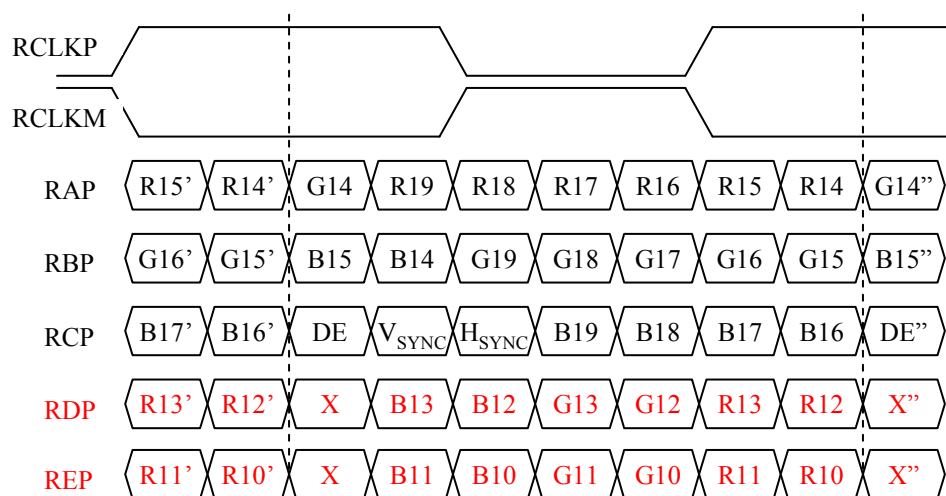 RCLKP
RCLKM
RAP R15’ R14’ G14 R19 R18 R17 R16 R15 R14 G14”
RBP G16’ G15’ B15 B14 G19 G18 G17 G16 G15 B15”
RCP B17’ B16’ DE VSYNC HSYNC B19 B18 B17 B16 DE”
RDP R13’ R12’ X B13 B12 G13 G12 R13 R12 X”
REP R11’ R10’ X B11 B10 G11 G10 R11 R10 X”